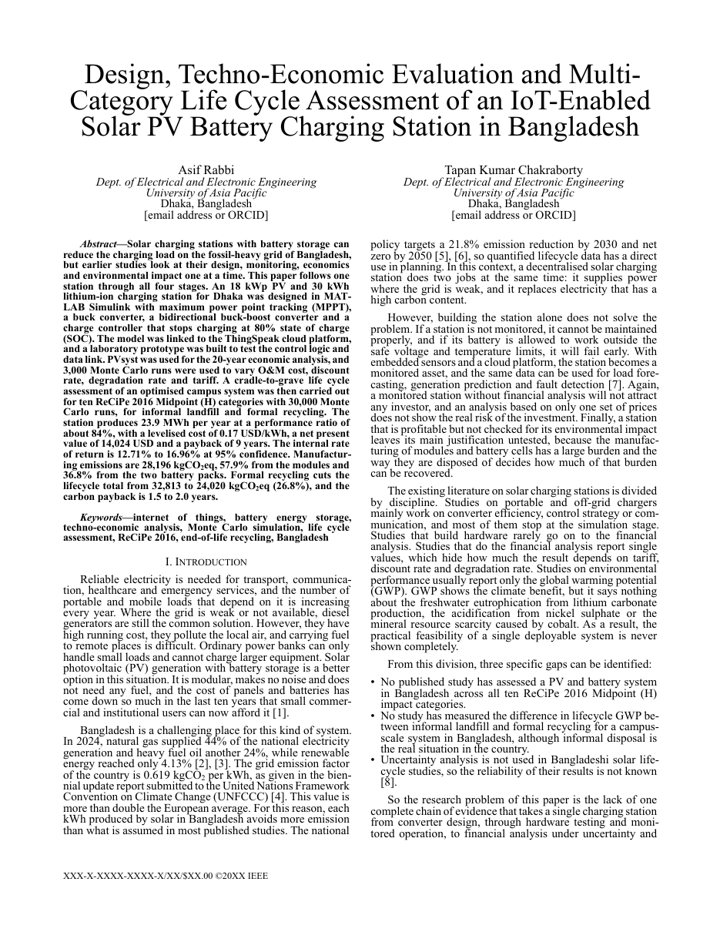 Design, Techno-Economic Evaluation and Multi-
Category Life Cycle Assessment of an IoT-Enabled
Solar PV Battery Charging Station in Bangladesh
Asif Rabbi
Dept. of Electrical and Electronic Engineering
University of Asia Pacific
Dhaka, Bangladesh
[email address or ORCID]
Tapan Kumar Chakraborty
Dept. of Electrical and Electronic Engineering
University of Asia Pacific
Dhaka, Bangladesh
[email address or ORCID]
Abstract—Solar charging stations with battery storage can
reduce the charging load on the fossil-heavy grid of Bangladesh,
but earlier studies look at their design, monitoring, economics
and environmental impact one at a time. This paper follows one
station through all four stages. An 18 kWp PV and 30 kWh
lithium-ion charging station for Dhaka was designed in MAT-
LAB Simulink with maximum power point tracking (MPPT),
a buck converter, a bidirectional buck-boost converter and a
charge controller that stops charging at 80% state of charge
(SOC). The model was linked to the ThingSpeak cloud platform,
and a laboratory prototype was built to test the control logic and
data link. PVsyst was used for the 20-year economic analysis, and
3,000 Monte Carlo runs were used to vary O&M cost, discount
rate, degradation rate and tariff. A cradle-to-grave life cycle
assessment of an optimised campus system was then carried out
for ten ReCiPe 2016 Midpoint (H) categories with 30,000 Monte
Carlo runs, for informal landfill and formal recycling. The
station produces 23.9 MWh per year at a performance ratio of
about 84%, with a levelised cost of 0.17 USD/kWh, a net present
value of 14,024 USD and a payback of 9 years. The internal rate
of return is 12.71% to 16.96% at 95% confidence. Manufactur-
ing emissions are 28,196 kgCO2eq, 57.9% from the modules and
36.8% from the two battery packs. Formal recycling cuts the
lifecycle total from 32,813 to 24,020 kgCO2eq (26.8%), and the
carbon payback is 1.5 to 2.0 years.
Keywords—internet of things, battery energy storage,
techno-economic analysis, Monte Carlo simulation, life cycle
assessment, ReCiPe 2016, end-of-life recycling, Bangladesh
I. INTRODUCTION
Reliable electricity is needed for transport, communica-
tion, healthcare and emergency services, and the number of
portable and mobile loads that depend on it is increasing
every year. Where the grid is weak or not available, diesel
generators are still the common solution. However, they have
high running cost, they pollute the local air, and carrying fuel
to remote places is difficult. Ordinary power banks can only
handle small loads and cannot charge larger equipment. Solar
photovoltaic (PV) generation with battery storage is a better
option in this situation. It is modular, makes no noise and does
not need any fuel, and the cost of panels and batteries has
come down so much in the last ten years that small commer-
cial and institutional users can now afford it [1].
Bangladesh is a challenging place for this kind of system.
In 2024, natural gas supplied 44% of the national electricity
generation and heavy fuel oil another 24%, while renewable
energy reached only 4.13% [2], [3]. The grid emission factor
of the country is 0.619 kgCO2 per kWh, as given in the bien-
nial update report submitted to the United Nations Framework
Convention on Climate Change (UNFCCC) [4]. This value is
more than double the European average. For this reason, each
kWh produced by solar in Bangladesh avoids more emission
than what is assumed in most published studies. The national
policy targets a 21.8% emission reduction by 2030 and net
zero by 2050 [5], [6], so quantified lifecycle data has a direct
use in planning. In this context, a decentralised solar charging
station does two jobs at the same time: it supplies power
where the grid is weak, and it replaces electricity that has a
high carbon content.
However, building the station alone does not solve the
problem. If a station is not monitored, it cannot be maintained
properly, and if its battery is allowed to work outside the
safe voltage and temperature limits, it will fail early. With
embedded sensors and a cloud platform, the station becomes a
monitored asset, and the same data can be used for load fore-
casting, generation prediction and fault detection [7]. Again,
a monitored station without financial analysis will not attract
any investor, and an analysis based on only one set of prices
does not show the real risk of the investment. Finally, a station
that is profitable but not checked for its environmental impact
leaves its main justification untested, because the manufac-
turing of modules and battery cells has a large burden and the
way they are disposed of decides how much of that burden
can be recovered.
The existing literature on solar charging stations is divided
by discipline. Studies on portable and off-grid chargers
mainly work on converter efficiency, control strategy or com-
munication, and most of them stop at the simulation stage.
Studies that build hardware rarely go on to the financial
analysis. Studies that do the financial analysis report single
values, which hide how much the result depends on tariff,
discount rate and degradation rate. Studies on environmental
performance usually report only the global warming potential
(GWP). GWP shows the climate benefit, but it says nothing
about the freshwater eutrophication from lithium carbonate
production, the acidification from nickel sulphate or the
mineral resource scarcity caused by cobalt. As a result, the
practical feasibility of a single deployable system is never
shown completely.
From this division, three specific gaps can be identified:
• No published study has assessed a PV and battery system
in Bangladesh across all ten ReCiPe 2016 Midpoint (H)
impact categories.
• No study has measured the difference in lifecycle GWP be-
tween informal landfill and formal recycling for a campus-
scale system in Bangladesh, although informal disposal is
the real situation in the country.
• Uncertainty analysis is not used in Bangladeshi solar life-
cycle studies, so the reliability of their results is not known
[8].
So the research problem of this paper is the lack of one
complete chain of evidence that takes a single charging station
from converter design, through hardware testing and moni-
tored operation, to financial analysis under uncertainty and
XXX-X-XXXX-XXXX-X/XX/$XX.00 ©20XX IEEE